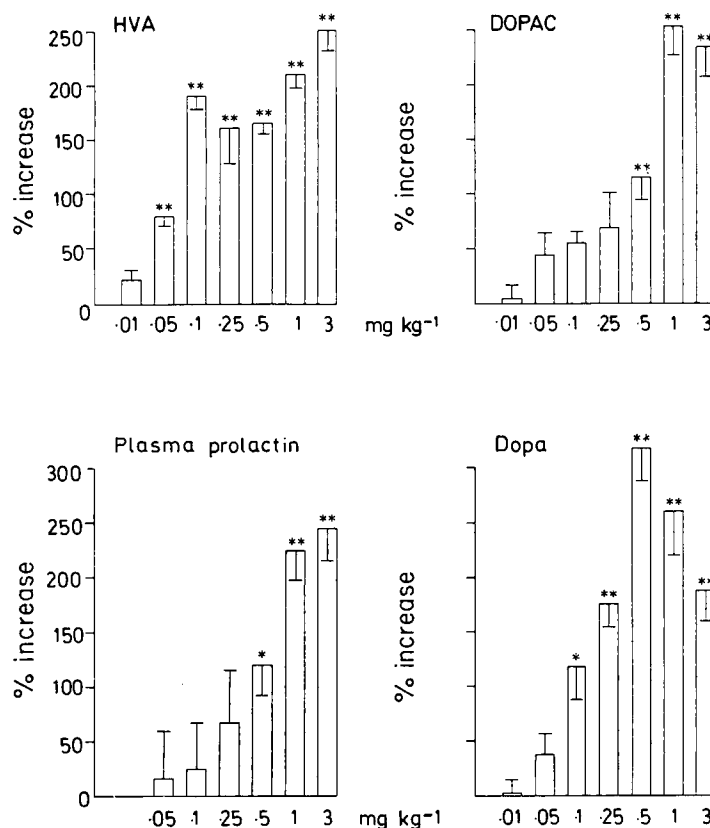 HVA
DOPAC
** ** ** ** ** **
** ** **
250
200
150
100
50
0
% increase
% increase
·01 ·05 ·1 ·25 ·5 1 3 mg kg⁻¹
·01 ·05 ·1 ·25 ·5 1 3
Plasma prolactin
Dopa
* ** **
* ** ** ** **
300
250
200
150
100
50
0
% increase
% increase
·05 ·1 ·25 ·5 1 3 mg kg⁻¹
·01 ·05 ·1 ·25 ·5 1 3